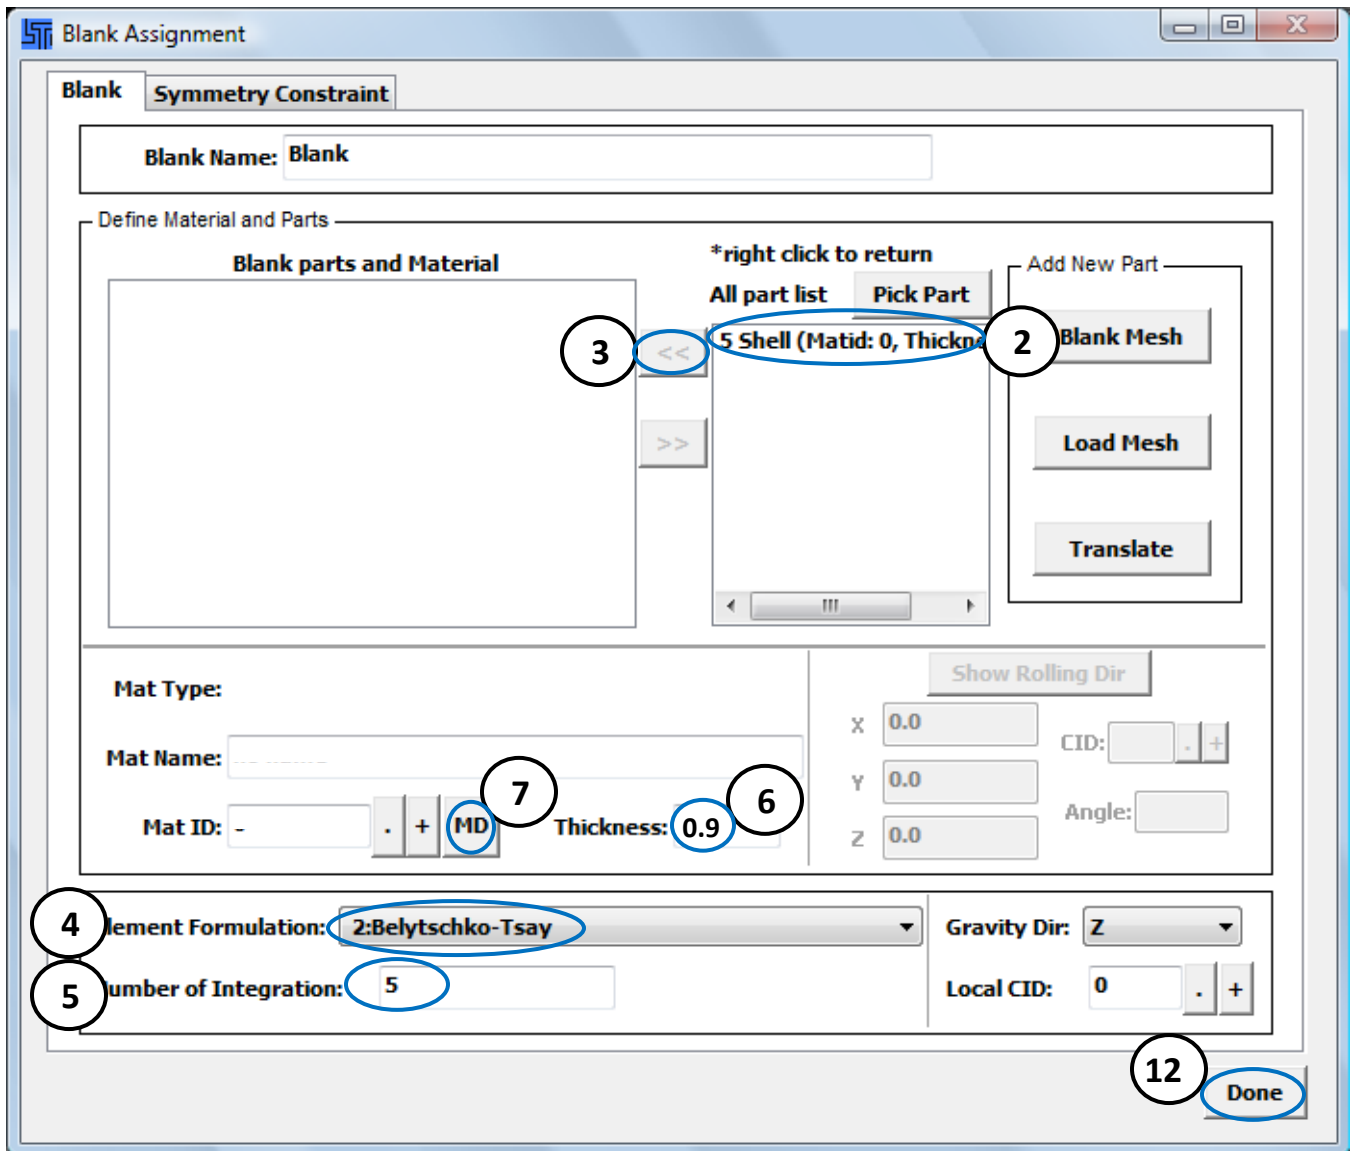 Blank Assignment
Blank Symmetry Constraint
Blank Name: Blank
Define Material and Parts
Blank parts and Material
*right click to return
All part list Pick Part
Add New Part
3 << 5 Shell (Matid: 0, 2 Blank Mesh
>> Load Mesh
Translate
Mat Type:
Show Rolling Dir
Mat Name:
X 0.0 CID: . +
Y 0.0
7 6
Mat ID: - . + MD Thickness: 0.9
Angle:
Z 0.0
4 Formulation: 2:Belytschko-Tsay Gravity Dir: Z
5 of Integration: 5 Local CID: 0 . +
12
Done